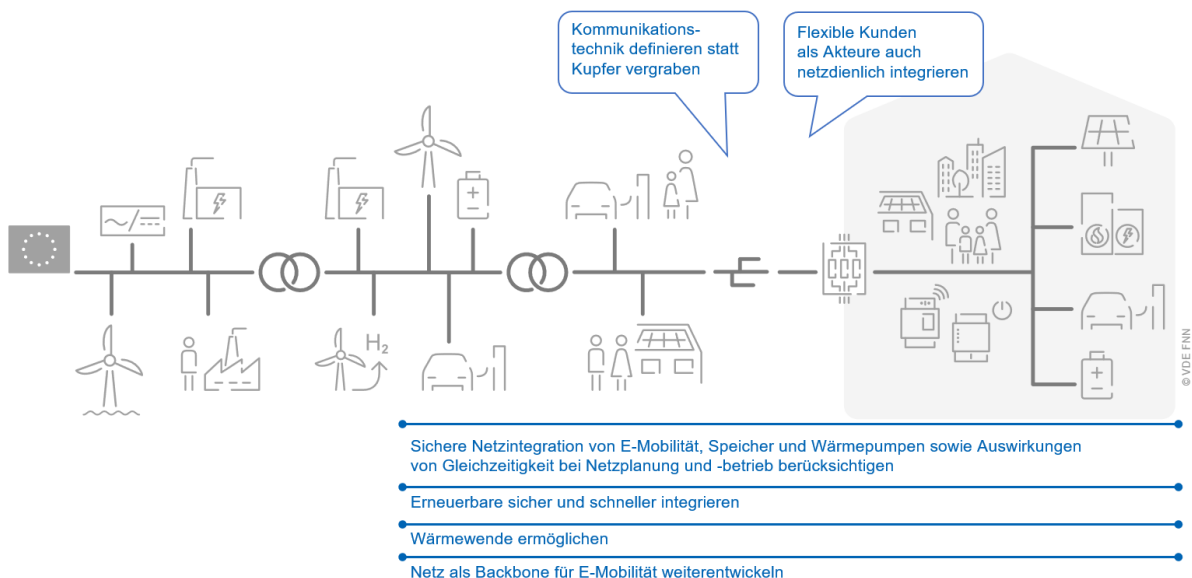 Kommunikations-
technik definieren statt
Kupfer vergraben
Flexible Kunden
als Akteure auch
netzdienlich integrieren
H₂
© VDE FNN
Sichere Netzintegration von E-Mobilität, Speicher und Wärmepumpen sowie Auswirkungen
von Gleichzeitigkeit bei Netzplanung und -betrieb berücksichtigen
Erneuerbare sicher und schneller integrieren
Wärmewende ermöglichen
Netz als Backbone für E-Mobilität weiterentwickeln